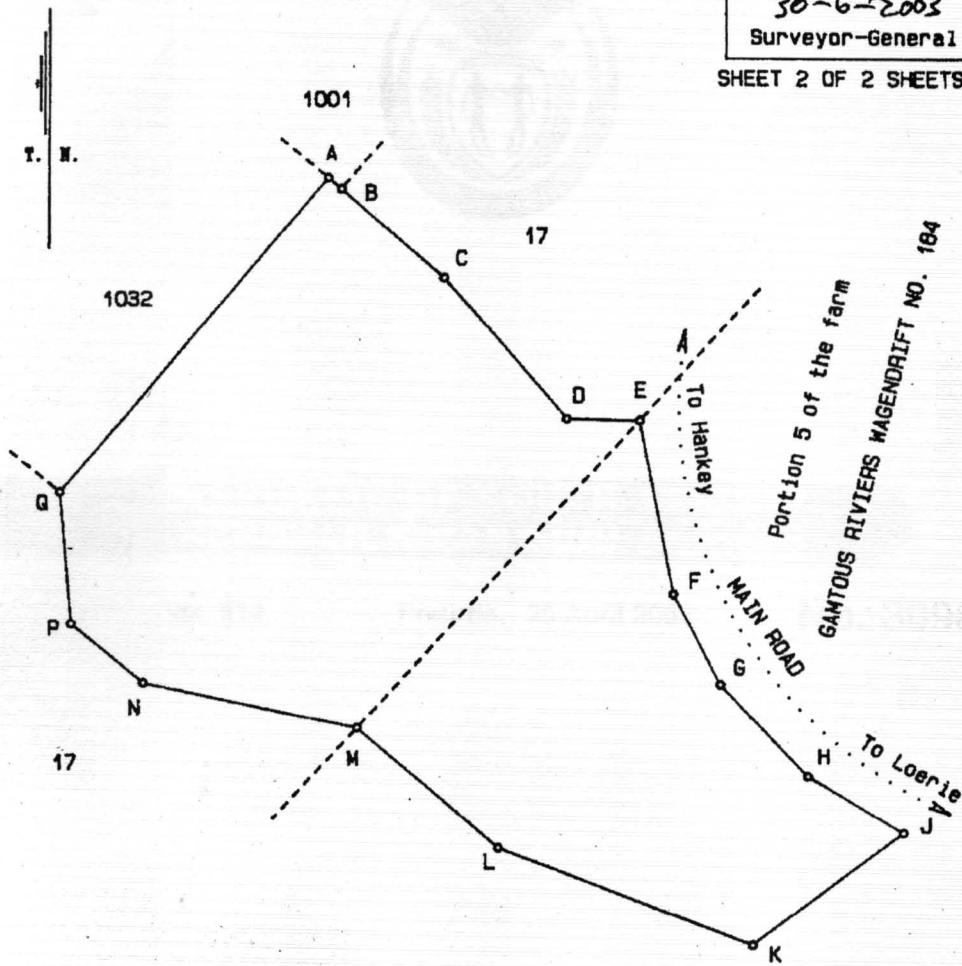 30-6-2003
Surveyor-General
SHEET 2 OF 2 SHEETS
1001
T. N.
A
B
17
C
1032
Portion 5 of the farm
GAMTOUS RIVIERS WAGENDRIFT NO. 184
D
E
To Hankey
Q
F
MAIN ROAD
P
G
N
M
H
17
To Loerie
J
L
K